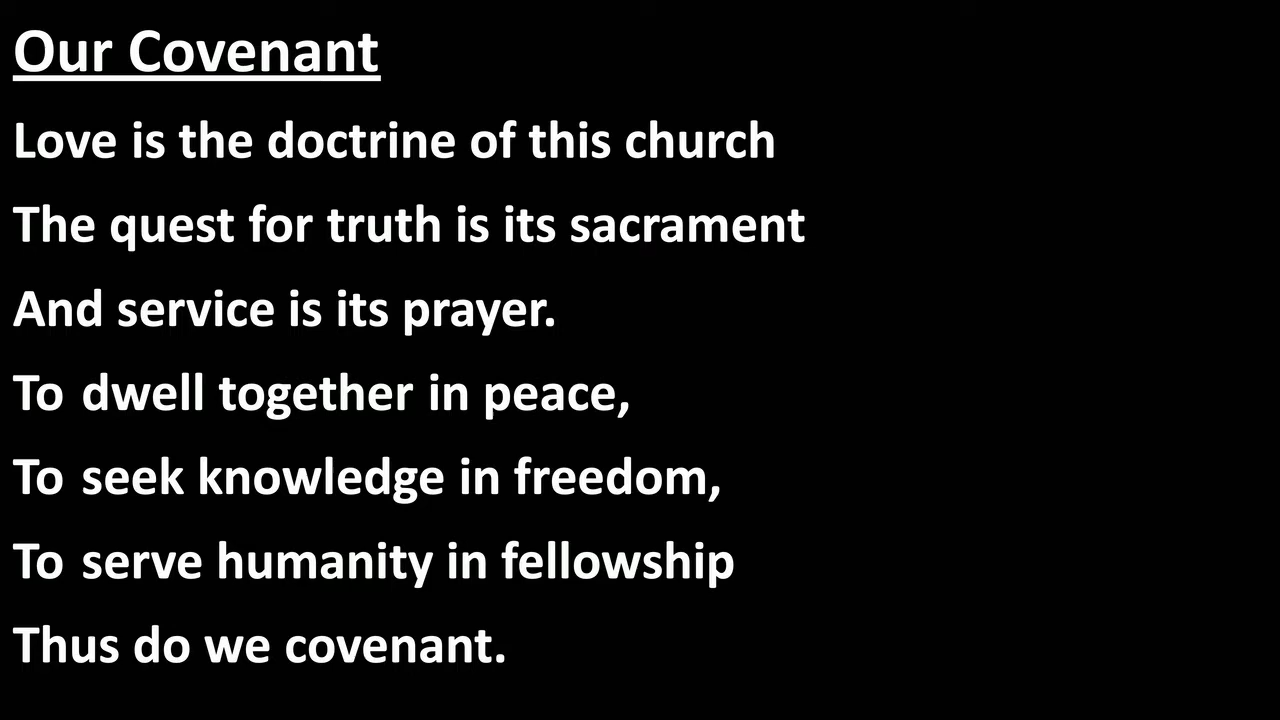 Our Covenant
Love is the doctrine of this church
The quest for truth is its sacrament
And service is its prayer.
To dwell together in peace,
To seek knowledge in freedom,
To serve humanity in fellowship
Thus do we covenant.